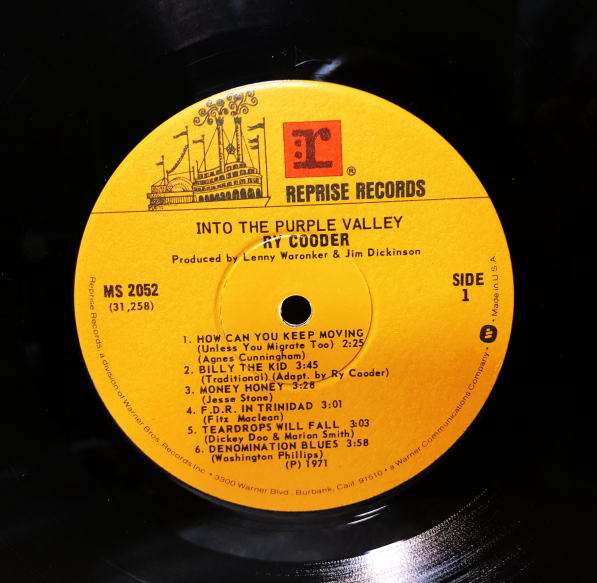 r
®
REPRISE RECORDS
INTO THE PURPLE VALLEY
RY COODER
Produced by Lenny Waronker & Jim Dickinson
MS 2052
(31,258)
SIDE
1
1. HOW CAN YOU KEEP MOVING
(Unless You Migrate Too) 2:25
(Agnes Cunningham)
2. BILLY THE KID 3:45
(Traditional) (Adapt. by Ry Cooder)
3. MONEY HONEY 3:28
(Jesse Stone)
4. F.D.R. IN TRINIDAD 3:01
(Fitz Maclean)
5. TEARDROPS WILL FALL 3:03
(Dickey Doo & Marion Smith)
6. DENOMINATION BLUES 3:58
(Washington Phillips)
(P) 1971
Reprise Records, a division of Warner Bros. Records Inc. • 3300 Warner Blvd., Burbank, Calif. 91510 • a Warner Communications Company. • Made in U.S.A.